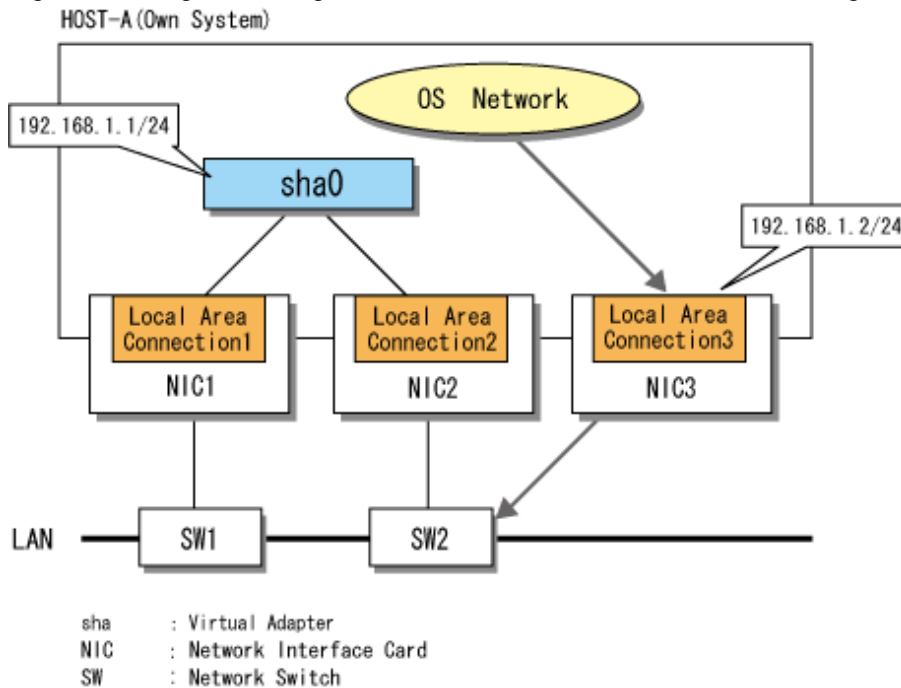 HOST-A(Own System)
OS Network
192.168.1.1/24
sha0
192.168.1.2/24
Local Area
Connection1
NIC1
Local Area
Connection2
NIC2
Local Area
Connection3
NIC3
LAN
SW1
SW2
sha : Virtual Adapter
NIC : Network Interface Card
SW : Network Switch